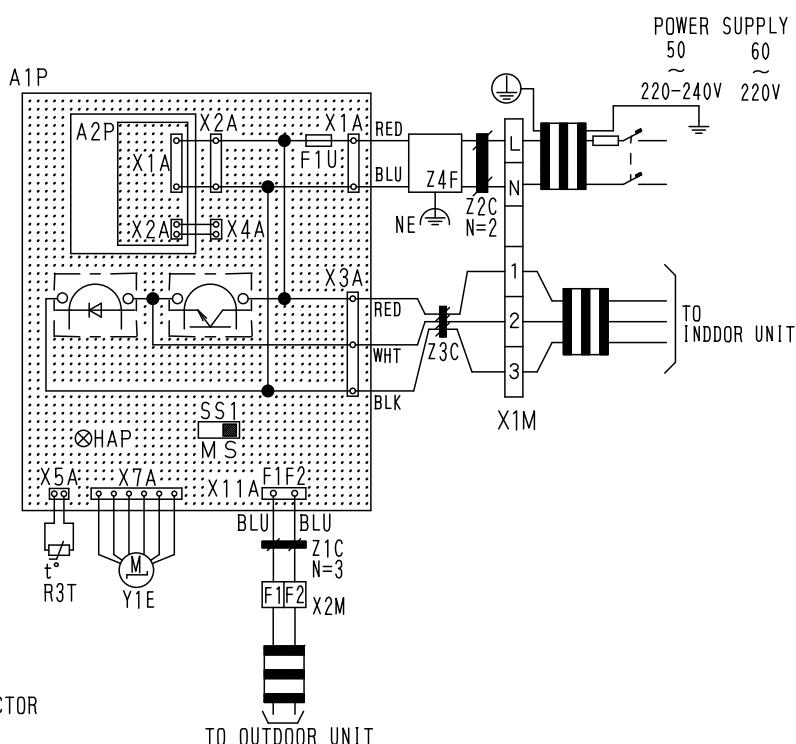 POWER SUPPLY
50 60
~ ~
220-240V 220V
A1P
A2P
X2A
X1A
RED
L
X1A
F1U
BLU
Z4F
N
Z2C
N=2
X2A
X4A
NE
X3A
1
RED
TO
INDDOR UNIT
2
WHT
Z3C
3
BLK
X1M
SS1
M S
HAP
X5A
X7A
X11A
F1F2
BLU
BLU
M
t°
R3T
Y1E
Z1C
N=3
F1 F2
X2M
CTOR
TO OUTDOOR UNIT